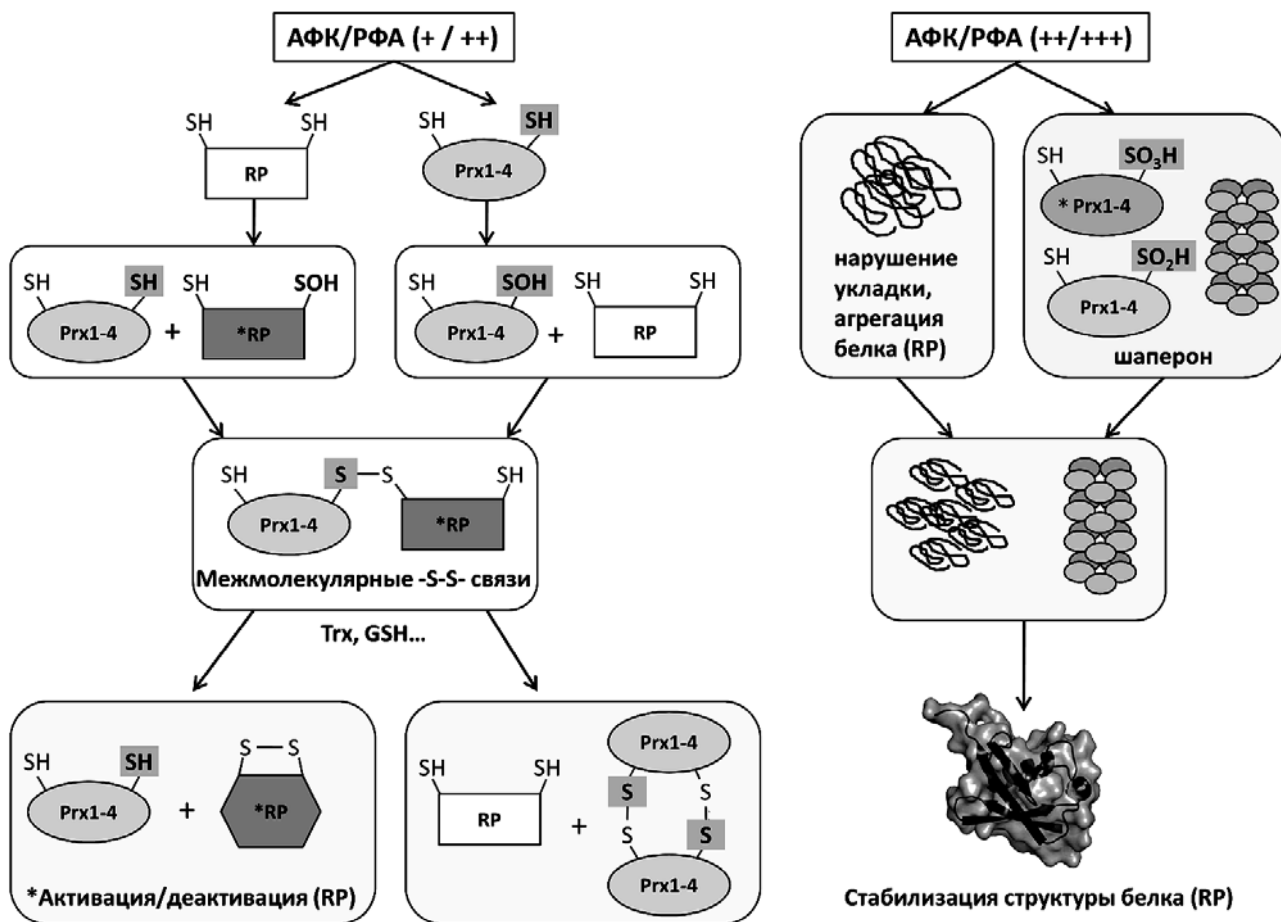 АФК/РФА (+ / ++)
SH SH
RP
SH SH
Prx1-4
SH SH
Prx1-4
+
SH SOH
*RP
SH SOH
Prx1-4
+
SH SH
RP
SH S — S SH
Prx1-4
*RP
Межмолекулярные -S-S- связи
Trx, GSH...
SH SH
Prx1-4
+
S — S
*RP
*Активация/деактивация (RP)
SH SH
RP
+
Prx1-4
S S
S S
Prx1-4
АФК/РФА (++/+++)
нарушение
укладки,
агрегация
белка (RP)
SH SO₃H
* Prx1-4
SH SO₂H
Prx1-4
шаперон
Стабилизация структуры белка (RP)